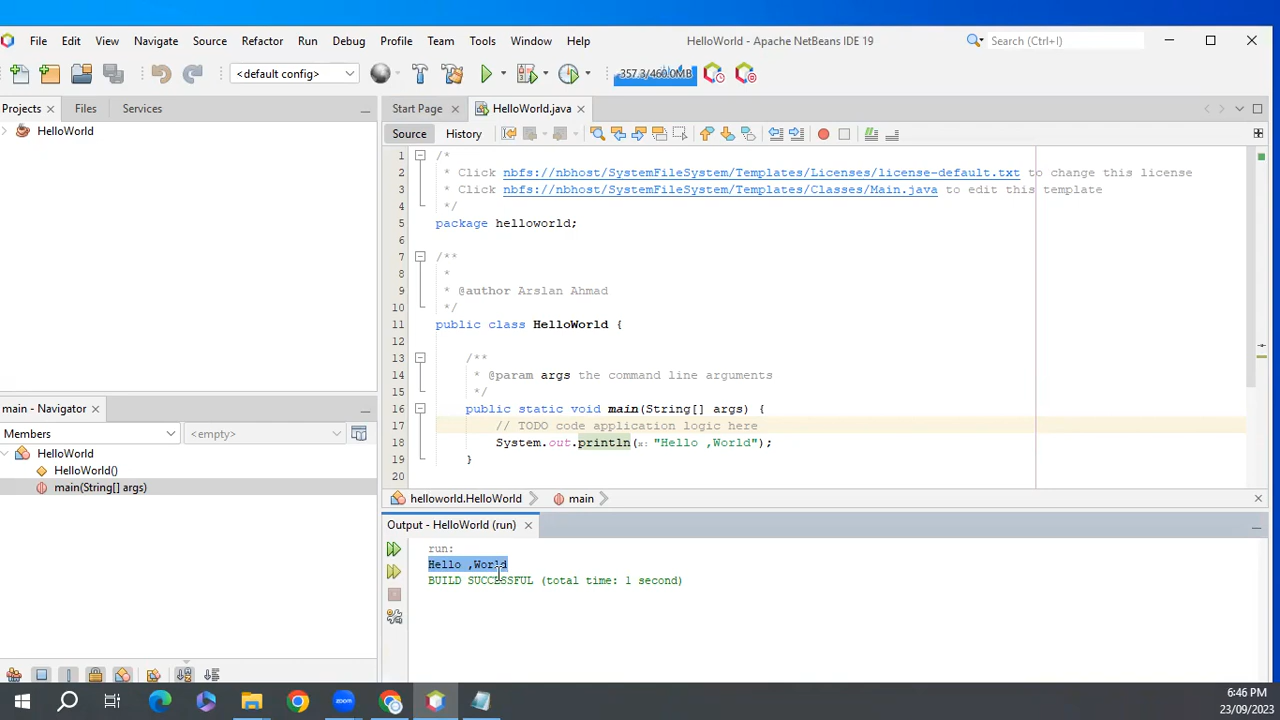 File Edit View Navigate Source Refactor Run Debug Profile Team Tools Window Help HelloWorld - Apache NetBeans IDE 19 Search (Ctrl+I)
<default config> 357.3/460.0MB
Projects Files Services Start Page HelloWorld.java
HelloWorld
Source History
1 /*
2 * Click nbfs://nbhost/SystemFileSystem/Templates/Licenses/license-default.txt to change this license
3 * Click nbfs://nbhost/SystemFileSystem/Templates/Classes/Main.java to edit this template
4 */
5 package helloworld;
6
7 /**
8 *
9 * @author Arslan Ahmad
10 */
11 public class HelloWorld {
12
13 /**
14 * @param args the command line arguments
15 */
16 public static void main(String[] args) {
17 // TODO code application logic here
18 System.out.println(x: "Hello ,World");
19 }
20
main - Navigator
Members <empty>
HelloWorld
HelloWorld()
main(String[] args)
helloworld.HelloWorld main
Output - HelloWorld (run)
run:
Hello ,World
BUILD SUCCESSFUL (total time: 1 second)
zoom
6:46 PM
23/09/2023